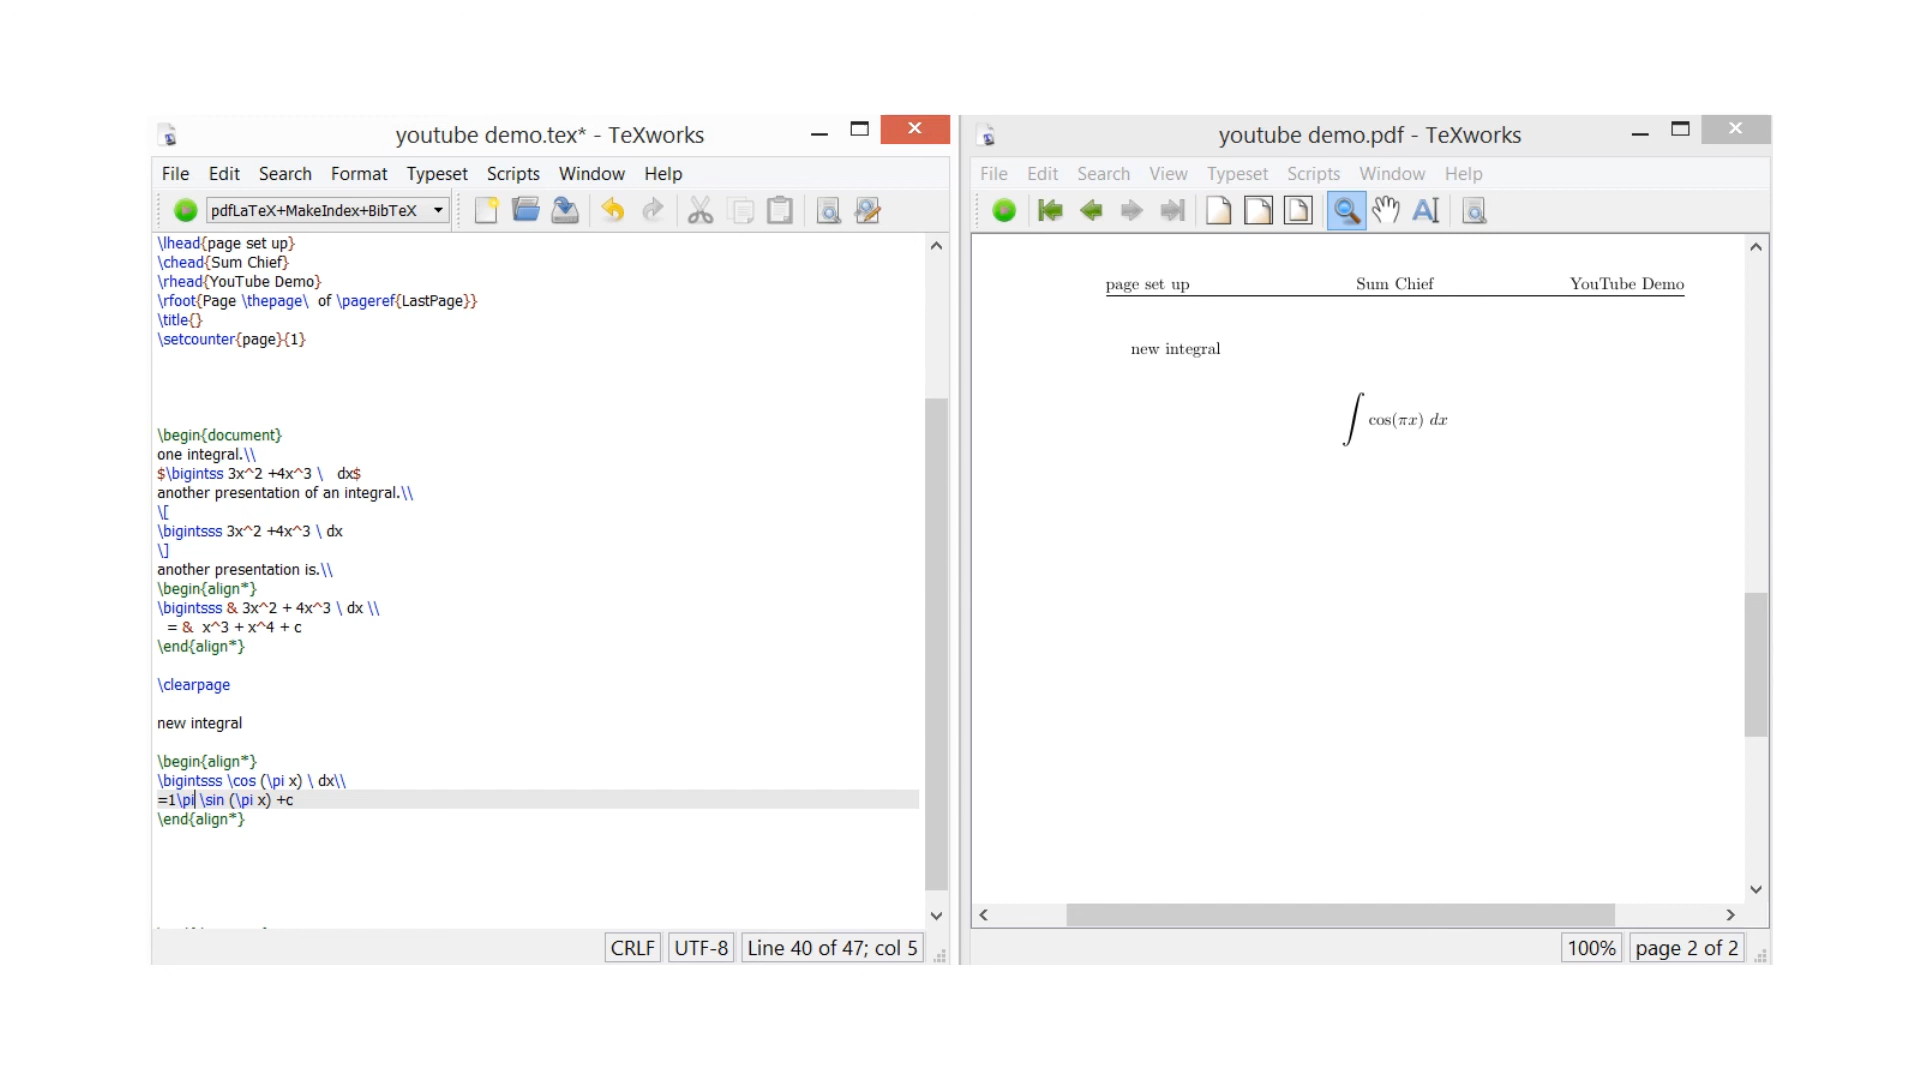 youtube demo.tex* - TeXworks
File Edit Search Format Typeset Scripts Window Help
pdfLaTeX+MakeIndex+BibTeX
\lhead{page set up}
\chead{Sum Chief}
\rhead{YouTube Demo}
\rfoot{Page \thepage\ of \pageref{LastPage}}
\title{}
\setcounter{page}{1}
\begin{document}
one integral.\\
$\bigintss 3x^2 +4x^3 \ dx$
another presentation of an integral.\\
\[
\bigintsss 3x^2 +4x^3 \ dx
\]
another presentation is.\\
\begin{align*}
\bigintsss & 3x^2 + 4x^3 \ dx \\
= & x^3 + x^4 + c
\end{align*}
\clearpage
new integral
\begin{align*}
\bigintsss \cos (\pi x) \ dx\\
=1\pi \sin (\pi x) +c
\end{align*}
CRLF UTF-8 Line 40 of 47; col 5
youtube demo.pdf - TeXworks
File Edit Search View Typeset Scripts Window Help
page set up Sum Chief YouTube Demo
new integral
∫ cos(πx) dx
100% page 2 of 2